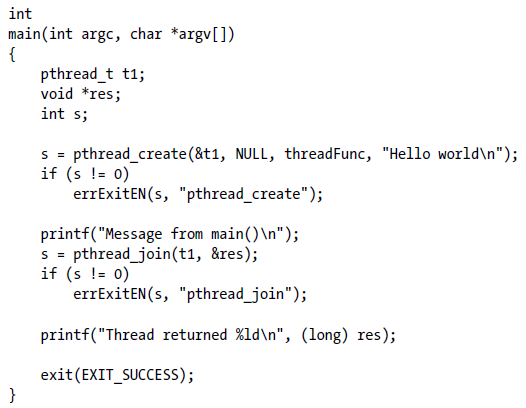 int
main(int argc, char *argv[])
{
    pthread_t t1;
    void *res;
    int s;

    s = pthread_create(&t1, NULL, threadFunc, "Hello world\n");
    if (s != 0)
        errExitEN(s, "pthread_create");

    printf("Message from main()\n");
    s = pthread_join(t1, &res);
    if (s != 0)
        errExitEN(s, "pthread_join");

    printf("Thread returned %ld\n", (long) res);

    exit(EXIT_SUCCESS);
}